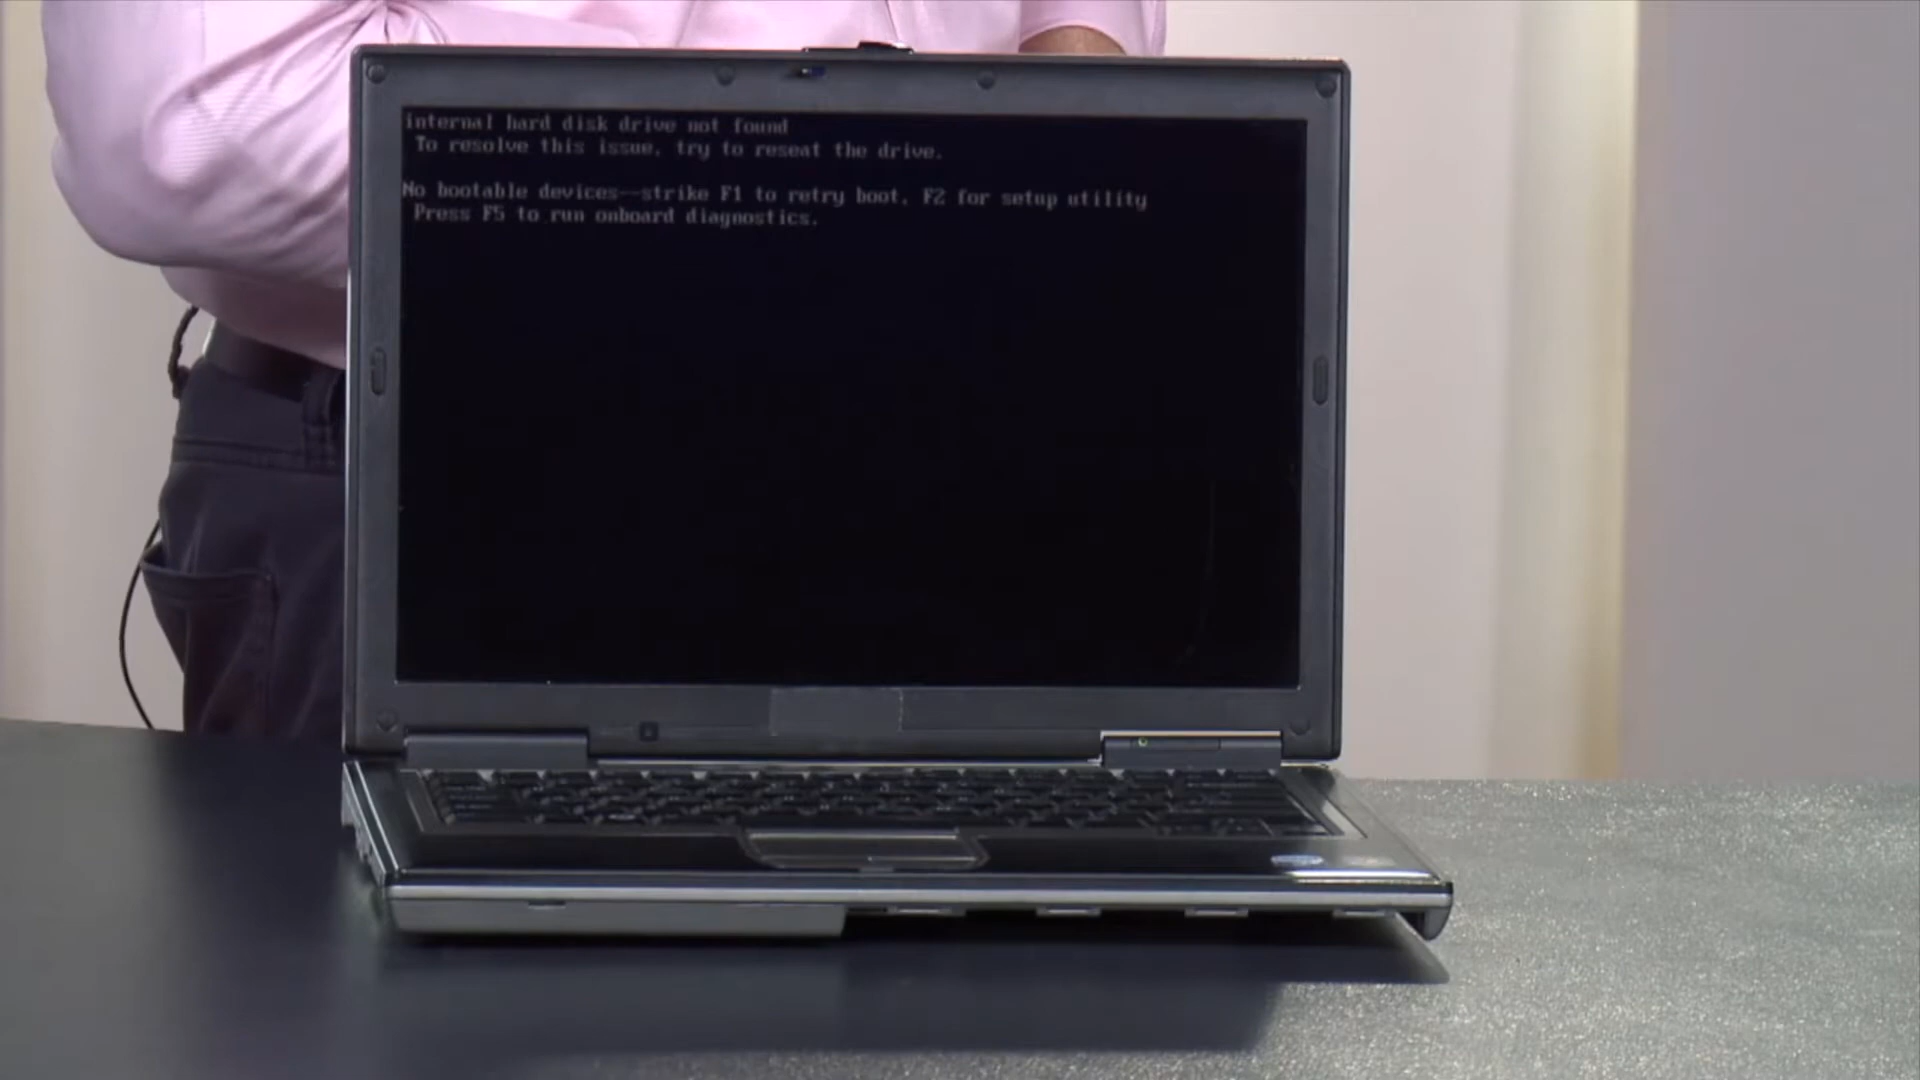 internal hard disk drive not found
To resolve this issue, try to reseat the drive.
No bootable devices--strike F1 to retry boot, F2 for setup utility
Press F5 to run onboard diagnostics.